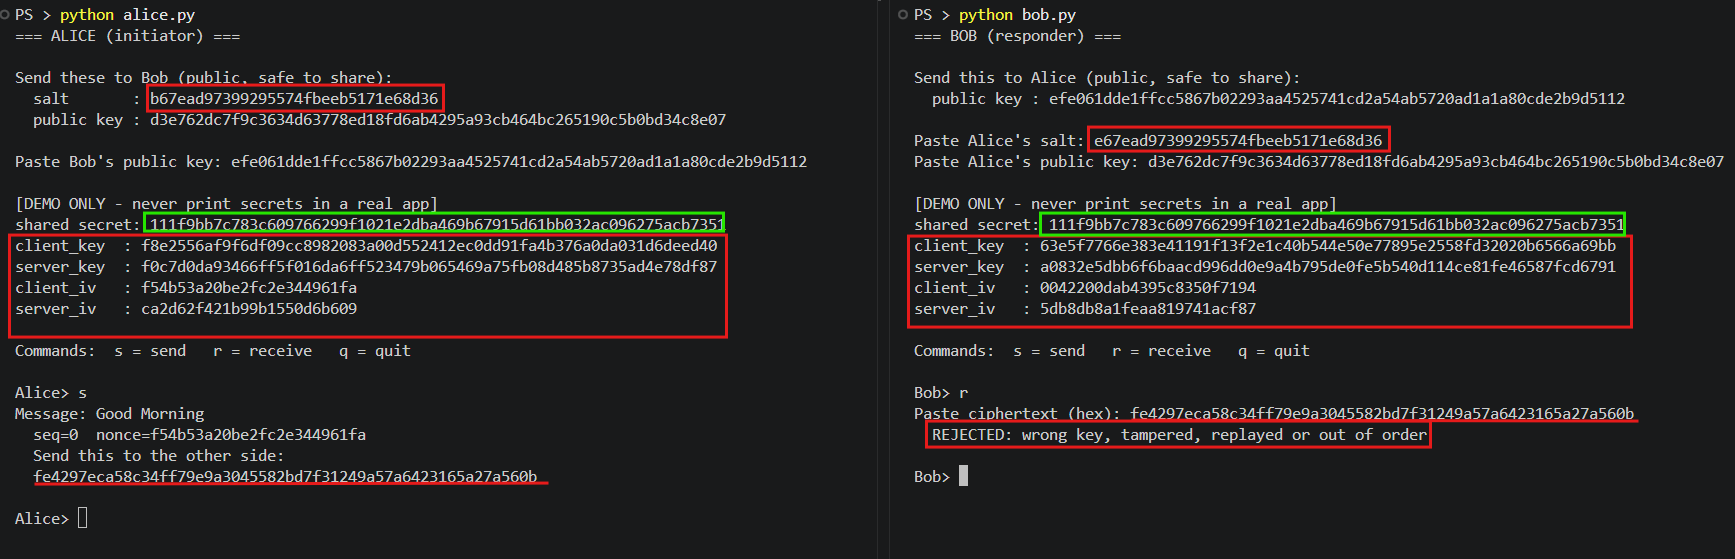 PS > python alice.py
=== ALICE (initiator) ===
Send these to Bob (public, safe to share):
salt : b67ead97399295574fbeeb5171e68d36
public key : d3e762dc7f9c3634d63778ed18fd6ab4295a93cb464bc265190c5b0bd34c8e07
Paste Bob's public key: efe061dde1ffcc5867b02293aa4525741cd2a54ab5720ad1a1a80cde2b9d5112
[DEMO ONLY - never print secrets in a real app]
shared secret: 111f9bb7c783c609766299f1021e2dba469b67915d61bb032ac096275acb7351
client_key : f8e2556af9f6df09cc8982083a00d552412ec0dd91fa4b376a0da031d6deed40
server_key : f0c7d0da93466ff5f016da6ff523479b065469a75fb08d485b8735ad4e78df87
client_iv : f54b53a20be2fc2e344961fa
server_iv : ca2d62f421b99b1550d6b609
Commands: s = send r = receive q = quit
Alice> s
Message: Good Morning
seq=0 nonce=f54b53a20be2fc2e344961fa
Send this to the other side:
fe4297eca58c34ff79e9a3045582bd7f31249a57a6423165a27a560b
Alice>
PS > python bob.py
=== BOB (responder) ===
Send this to Alice (public, safe to share):
public key : efe061dde1ffcc5867b02293aa4525741cd2a54ab5720ad1a1a80cde2b9d5112
Paste Alice's salt: e67ead97399295574fbeeb5171e68d36
Paste Alice's public key: d3e762dc7f9c3634d63778ed18fd6ab4295a93cb464bc265190c5b0bd34c8e07
[DEMO ONLY - never print secrets in a real app]
shared secret: 111f9bb7c783c609766299f1021e2dba469b67915d61bb032ac096275acb7351
client_key : 63e5f7766e383e41191f13f2e1c40b544e50e77895e2558fd32020b6566a69bb
server_key : a0832e5dbb6f6baacd996dd0e9a4b795de0fe5b540d114ce81fe46587fcd6791
client_iv : 0042200dab4395c8350f7194
server_iv : 5db8db8a1feaa819741acf87
Commands: s = send r = receive q = quit
Bob> r
Paste ciphertext (hex): fe4297eca58c34ff79e9a3045582bd7f31249a57a6423165a27a560b
REJECTED: wrong key, tampered, replayed or out of order
Bob>